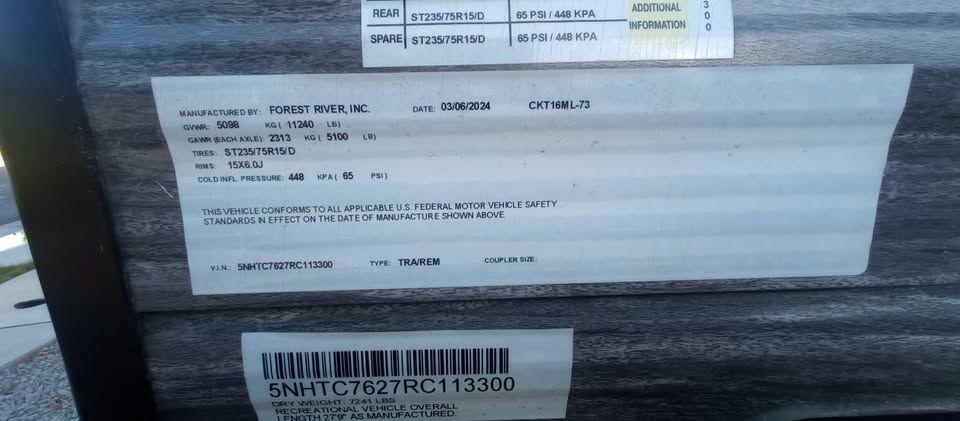 REAR ST235/75R15/D 65 PSI / 448 KPA
SPARE ST235/75R15/D 65 PSI / 448 KPA
ADDITIONAL
INFORMATION
3
0
0
MANUFACTURED BY: FOREST RIVER, INC. DATE: 03/06/2024 CKT16ML-73
GVWR: 5098 KG ( 11240 LB)
GAWR (EACH AXLE): 2313 KG ( 5100 LB)
TIRES: ST235/75R15/D
RIMS: 15X6.0J
COLD INFL. PRESSURE: 448 KPA ( 65 PSI )
THIS VEHICLE CONFORMS TO ALL APPLICABLE U.S. FEDERAL MOTOR VEHICLE SAFETY
STANDARDS IN EFFECT ON THE DATE OF MANUFACTURE SHOWN ABOVE.
V.I.N.: 5NHTC7627RC113300 TYPE: TRA/REM COUPLER SIZE:
5NHTC7627RC113300
DRY WEIGHT: 7241 LBS
RECREATIONAL VEHICLE OVERALL
LENGTH 27'9" AS MANUFACTURED.